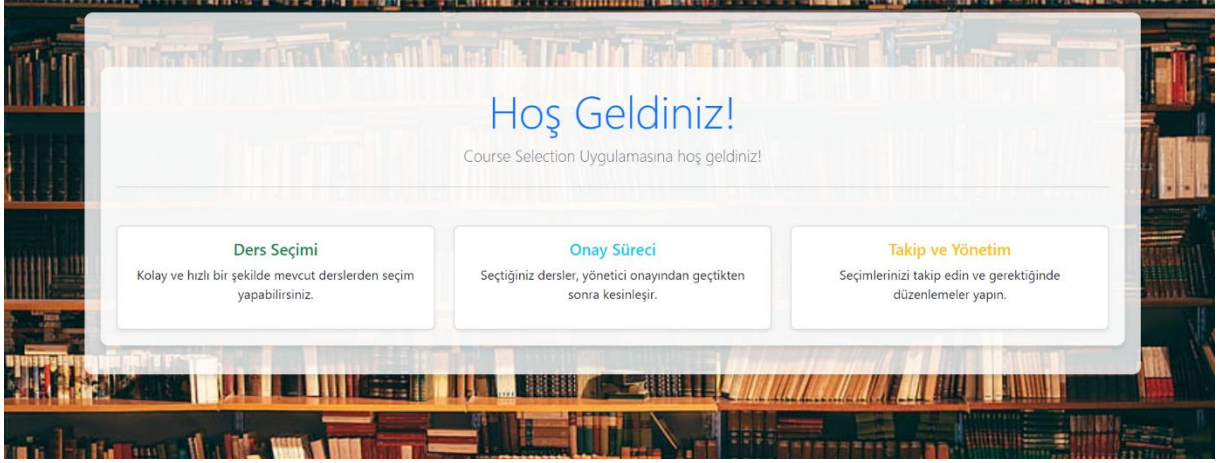 Hoş Geldiniz!
Course Selection Uygulamasına hoş geldiniz!
Ders Seçimi
Kolay ve hızlı bir şekilde mevcut derslerden seçim
yapabilirsiniz.
Onay Süreci
Seçtiğiniz dersler, yönetici onayından geçtikten
sonra kesinleşir.
Takip ve Yönetim
Seçimlerinizi takip edin ve gerektiğinde
düzenlemeler yapın.